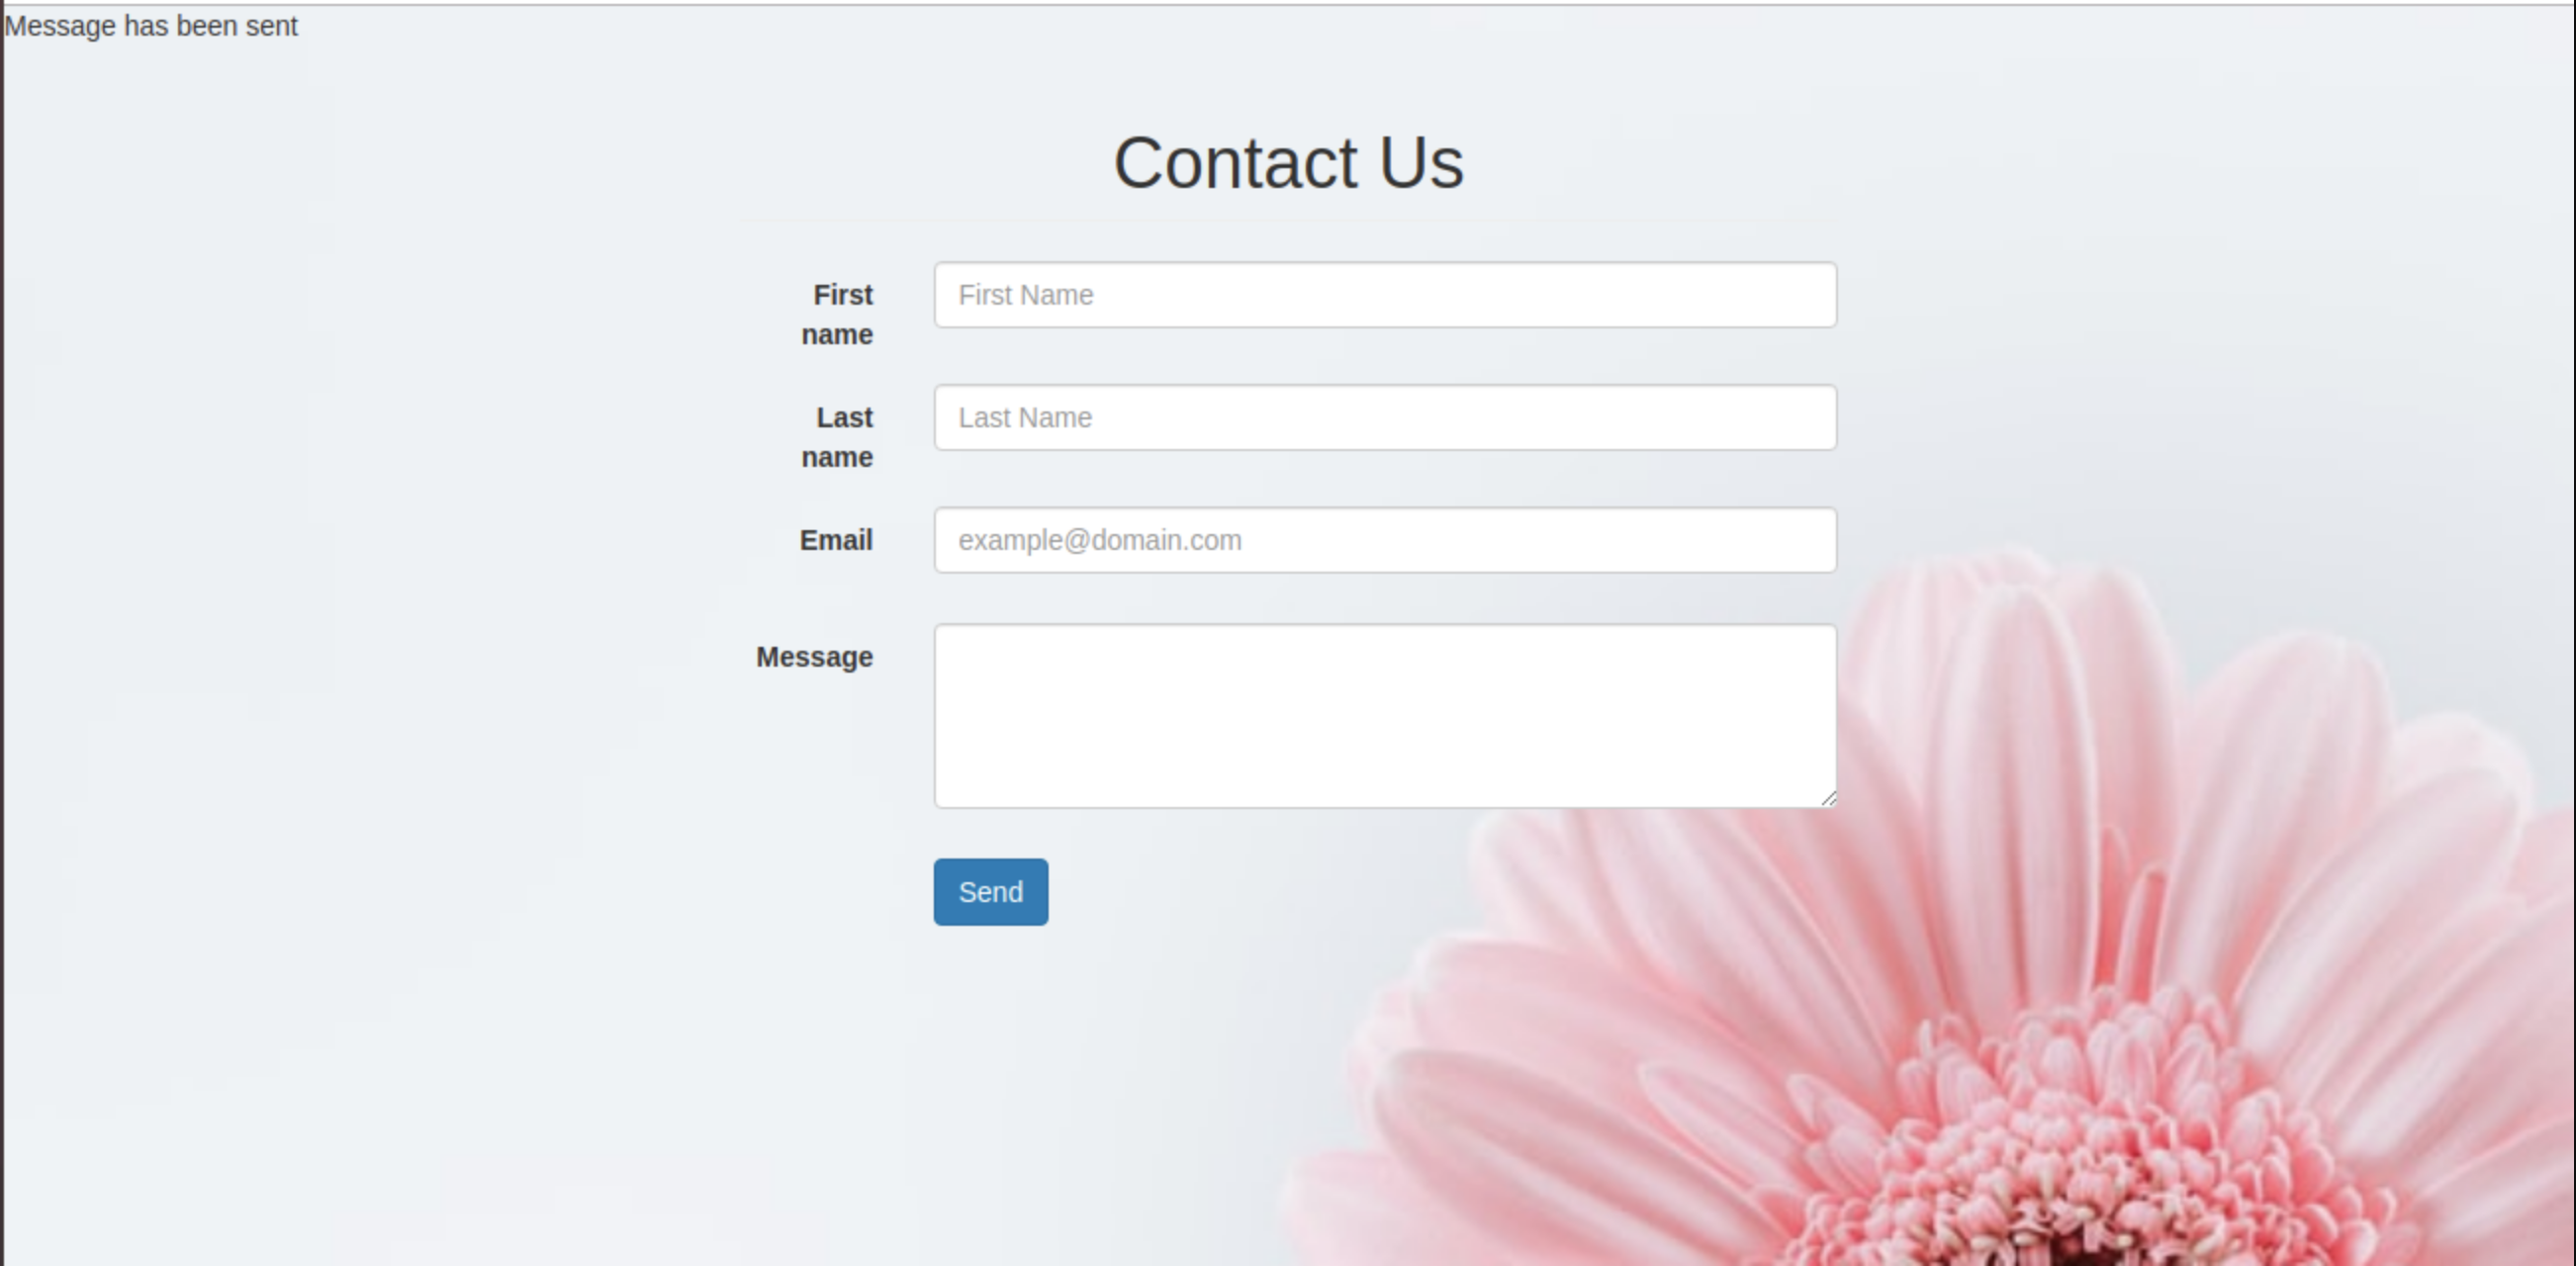 Message has been sent
Contact Us
First
name
First Name
Last
name
Last Name
Email
example@domain.com
Message
Send